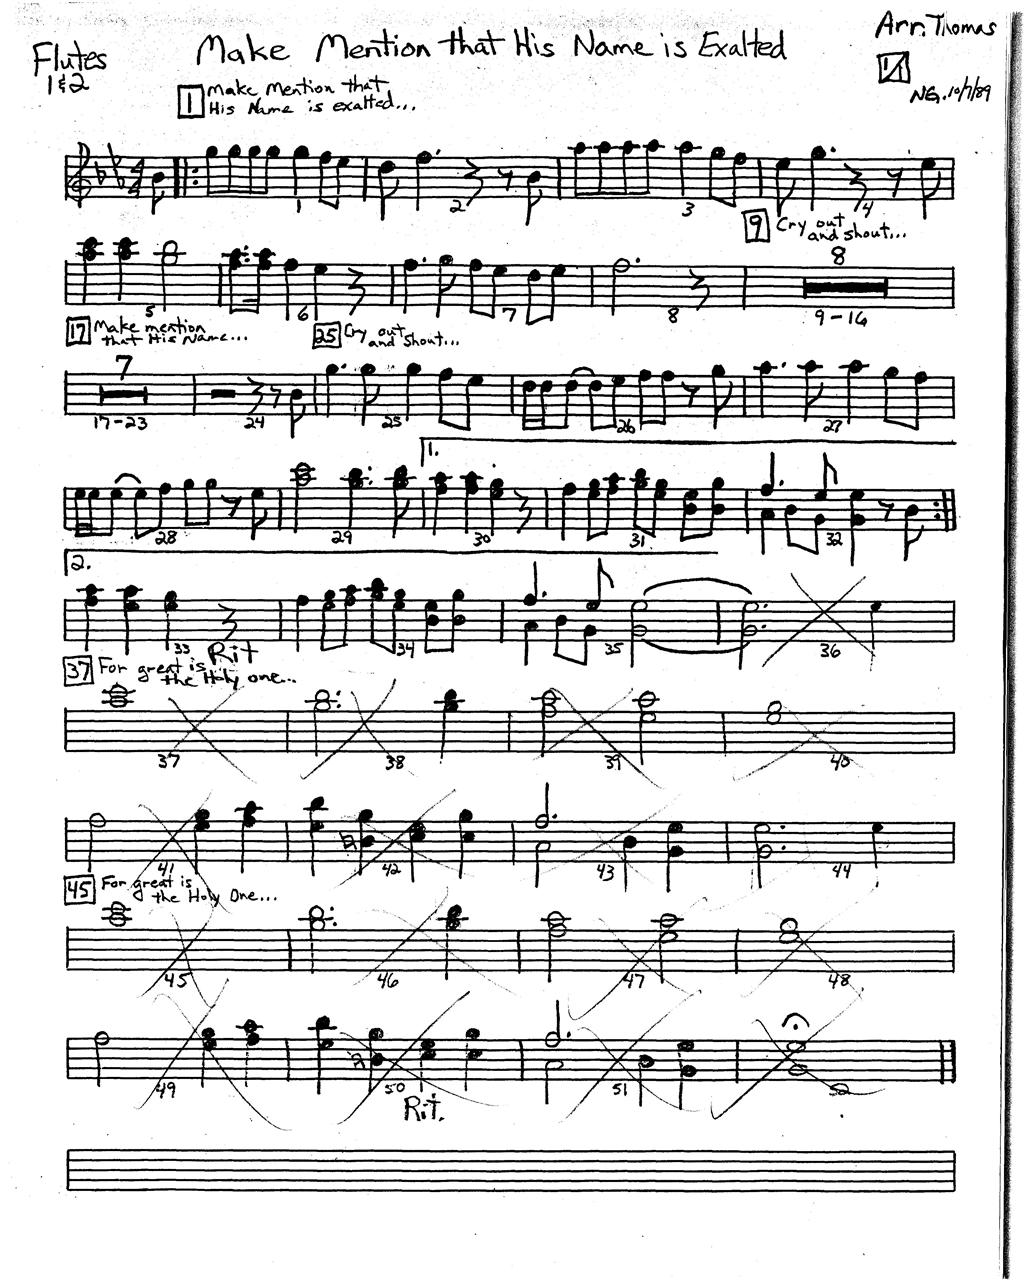 Arr. Thomas
Make Mention that His Name is Exalted
Flutes
1 & 2
NG. 10/7/89
1 Make Mention that
His Name is exalted...
1 2 3 4
9 Cry out
and shout...
8
5 6 7 8 9-16
17 Make mention
that His Name...
25 Cry out
and shout...
7
17-23 24 25 26 27
1.
28 29 30 31 32
2.
33 34 35 36
Rit
37 For great is
the Holy one...
37 38 39 40
41 42 43 44
45 For great is
the Holy One...
45 46 47 48
49 50 51 52
Rit.